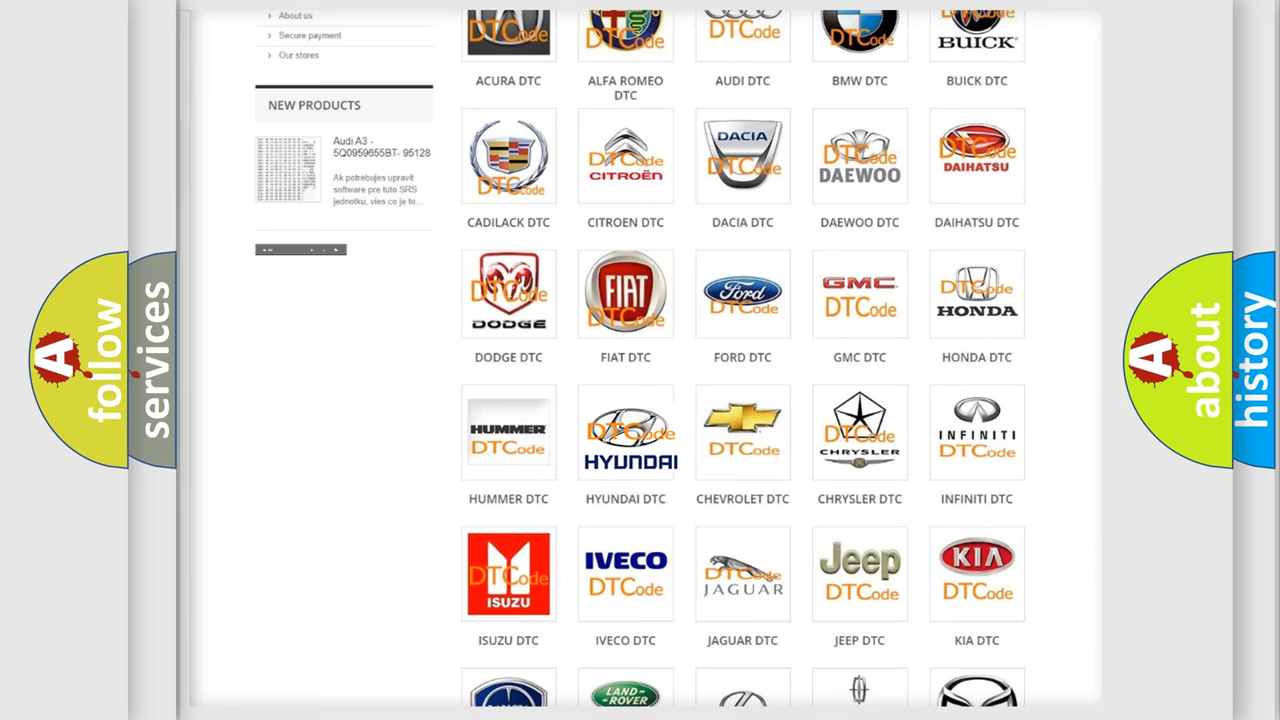 About us
Secure payment
Our stores
NEW PRODUCTS
Audi A3 -
5Q0959655BT- 95128
Ak potrebujes upravit
software pre tuto SRS
jednotku, vies co je to...
DTCode
DTCode
DTCode
DTCode
BUICK
ACURA DTC
ALFA ROMEO
DTC
AUDI DTC
BMW DTC
BUICK DTC
DTCode
DTCode
CITROËN
DACIA
DTCode
DTCode
DAEWOO
DTCode
DAIHATSU
CADILACK DTC
CITROEN DTC
DACIA DTC
DAEWOO DTC
DAIHATSU DTC
DTCode
DODGE
FIAT
DTCode
Ford
DTCode
GMC
DTCode
DTCode
HONDA
DODGE DTC
FIAT DTC
FORD DTC
GMC DTC
HONDA DTC
HUMMER
DTCode
DTCode
HYUNDAI
DTCode
DTCode
CHRYSLER
INFINITI
DTCode
HUMMER DTC
HYUNDAI DTC
CHEVROLET DTC
CHRYSLER DTC
INFINITI DTC
DTCode
ISUZU
IVECO
DTCode
DTCode
JAGUAR
Jeep
DTCode
KIA
DTCode
ISUZU DTC
IVECO DTC
JAGUAR DTC
JEEP DTC
KIA DTC
LAND-
ROVER
A follow
services
A about
history